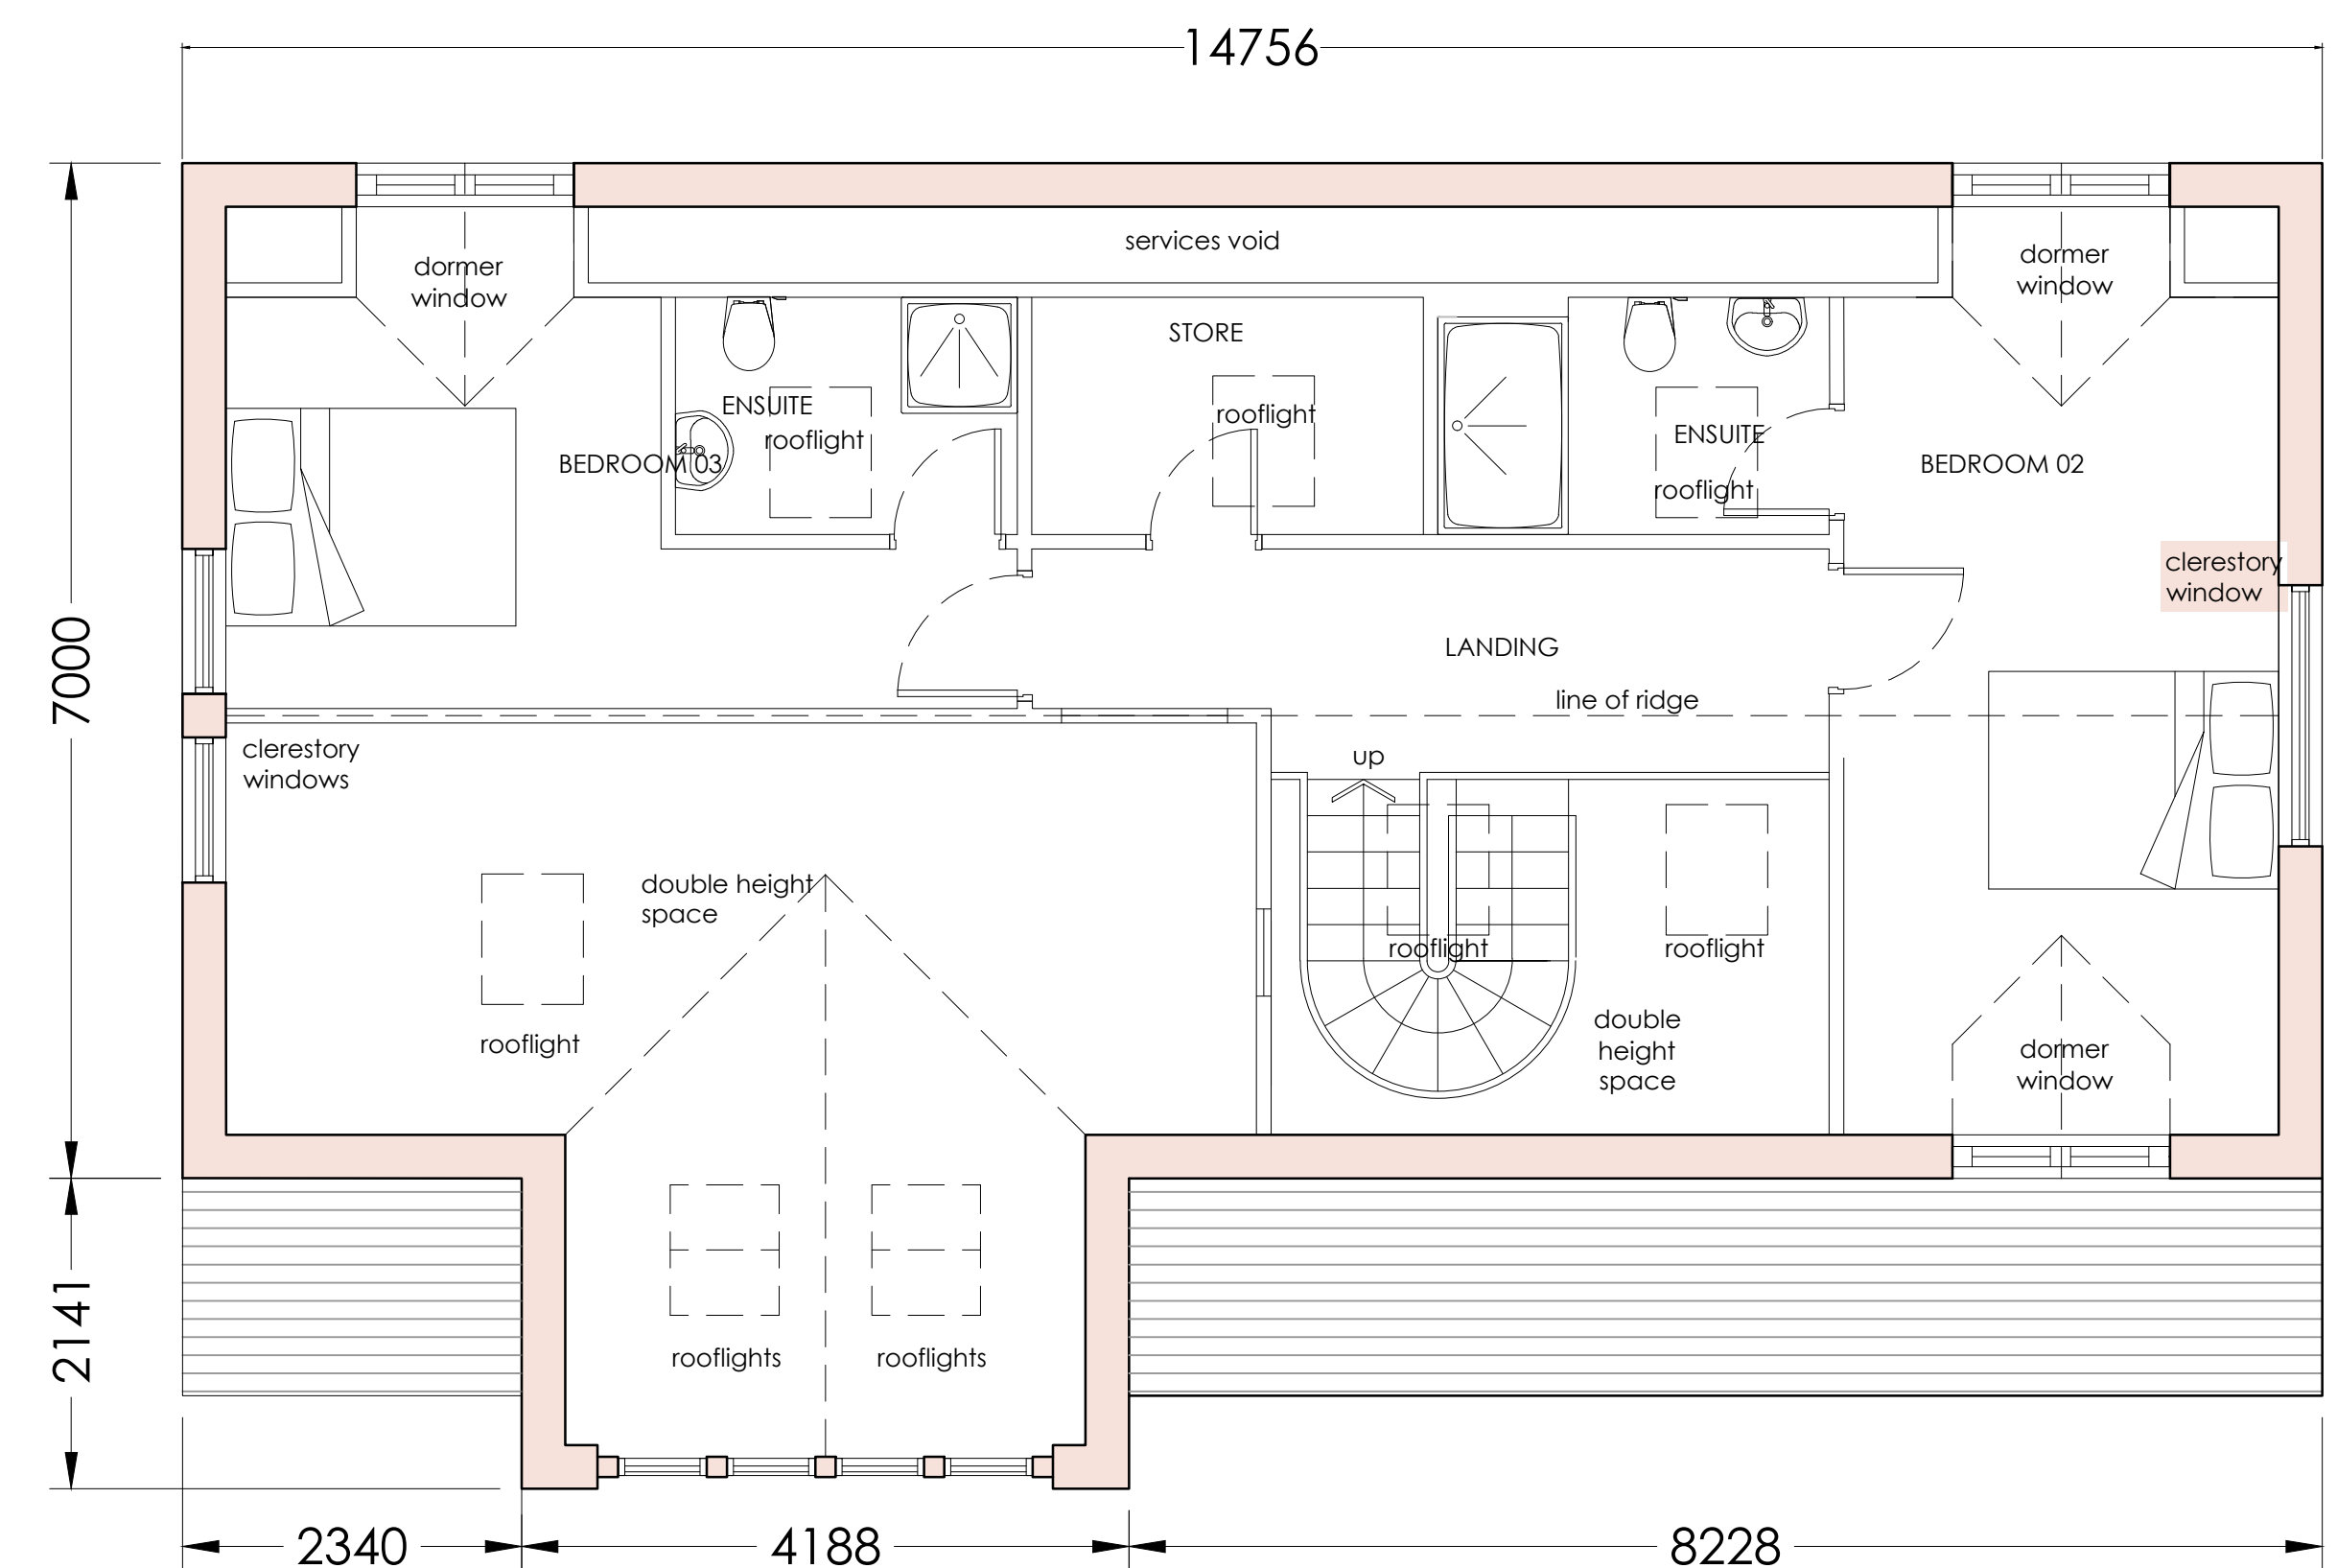 14756
services void
dormer
window
dormer
window
STORE
ENSUITE
rooflight
rooflight
ENSUITE
rooflight
BEDROOM 03
BEDROOM 02
clerestory
window
7000
LANDING
line of ridge
clerestory
windows
up
double height
space
rooflight
rooflight
rooflight
double
height
space
dormer
window
2141
rooflights
rooflights
2340
4188
8228